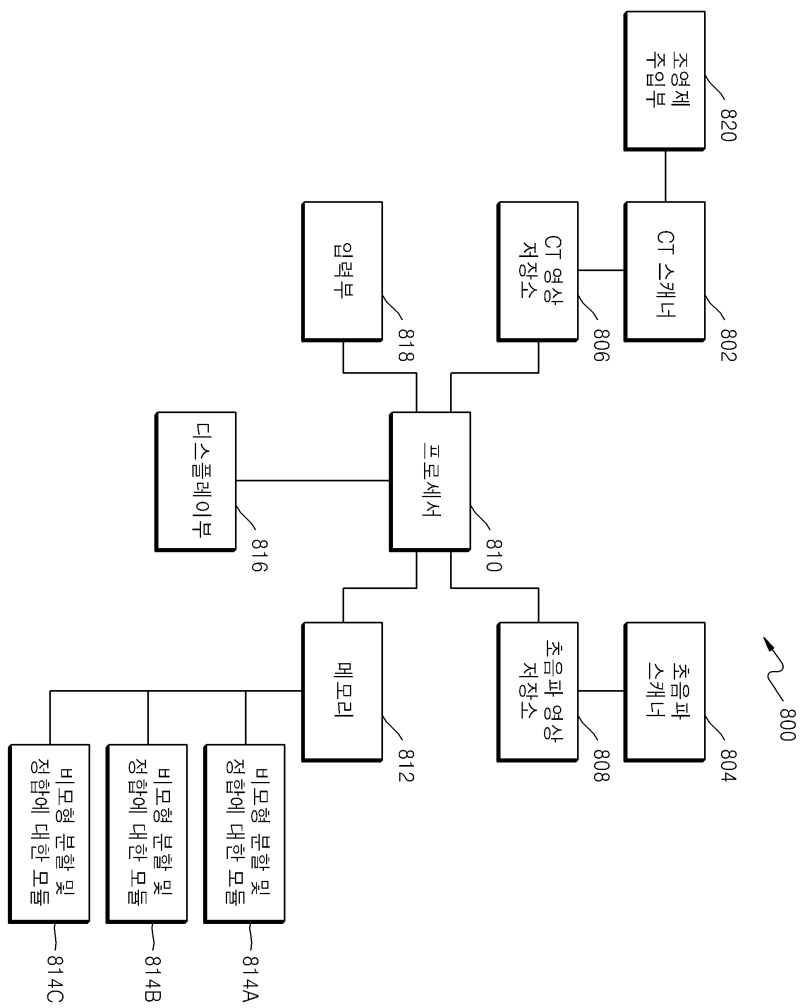 800
조영제
주입부
820
CT 스캐너
802
초음파
스캐너
804
CT 영상
저장소
806
초음파 영상
저장소
808
프로세서
810
입력부
818
메모리
812
디스플레이부
816
비모형 분할 및
정합에 대한 모듈
814A
비모형 분할 및
정합에 대한 모듈
814B
비모형 분할 및
정합에 대한 모듈
814C